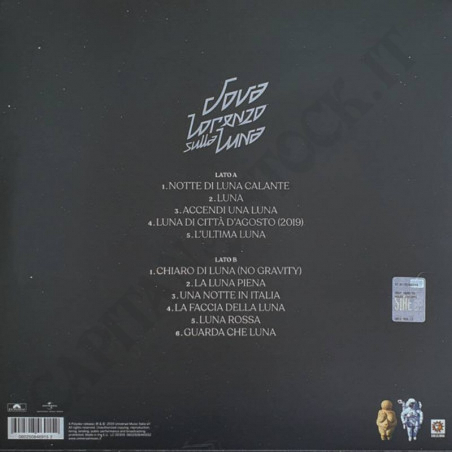 Jova
Lorenzo
sulla Luna
LATO A
1. NOTTE DI LUNA CALANTE
2. LUNA
3. ACCENDI UNA LUNA
4. LUNA DI CITTÀ D'AGOSTO (2019)
5. L'ULTIMA LUNA
LATO B
1. CHIARO DI LUNA (NO GRAVITY)
2. LA LUNA PIENA
3. UNA NOTTE IN ITALIA
4. LA FACCIA DELLA LUNA
5. LUNA ROSSA
6. GUARDA CHE LUNA
SIAE